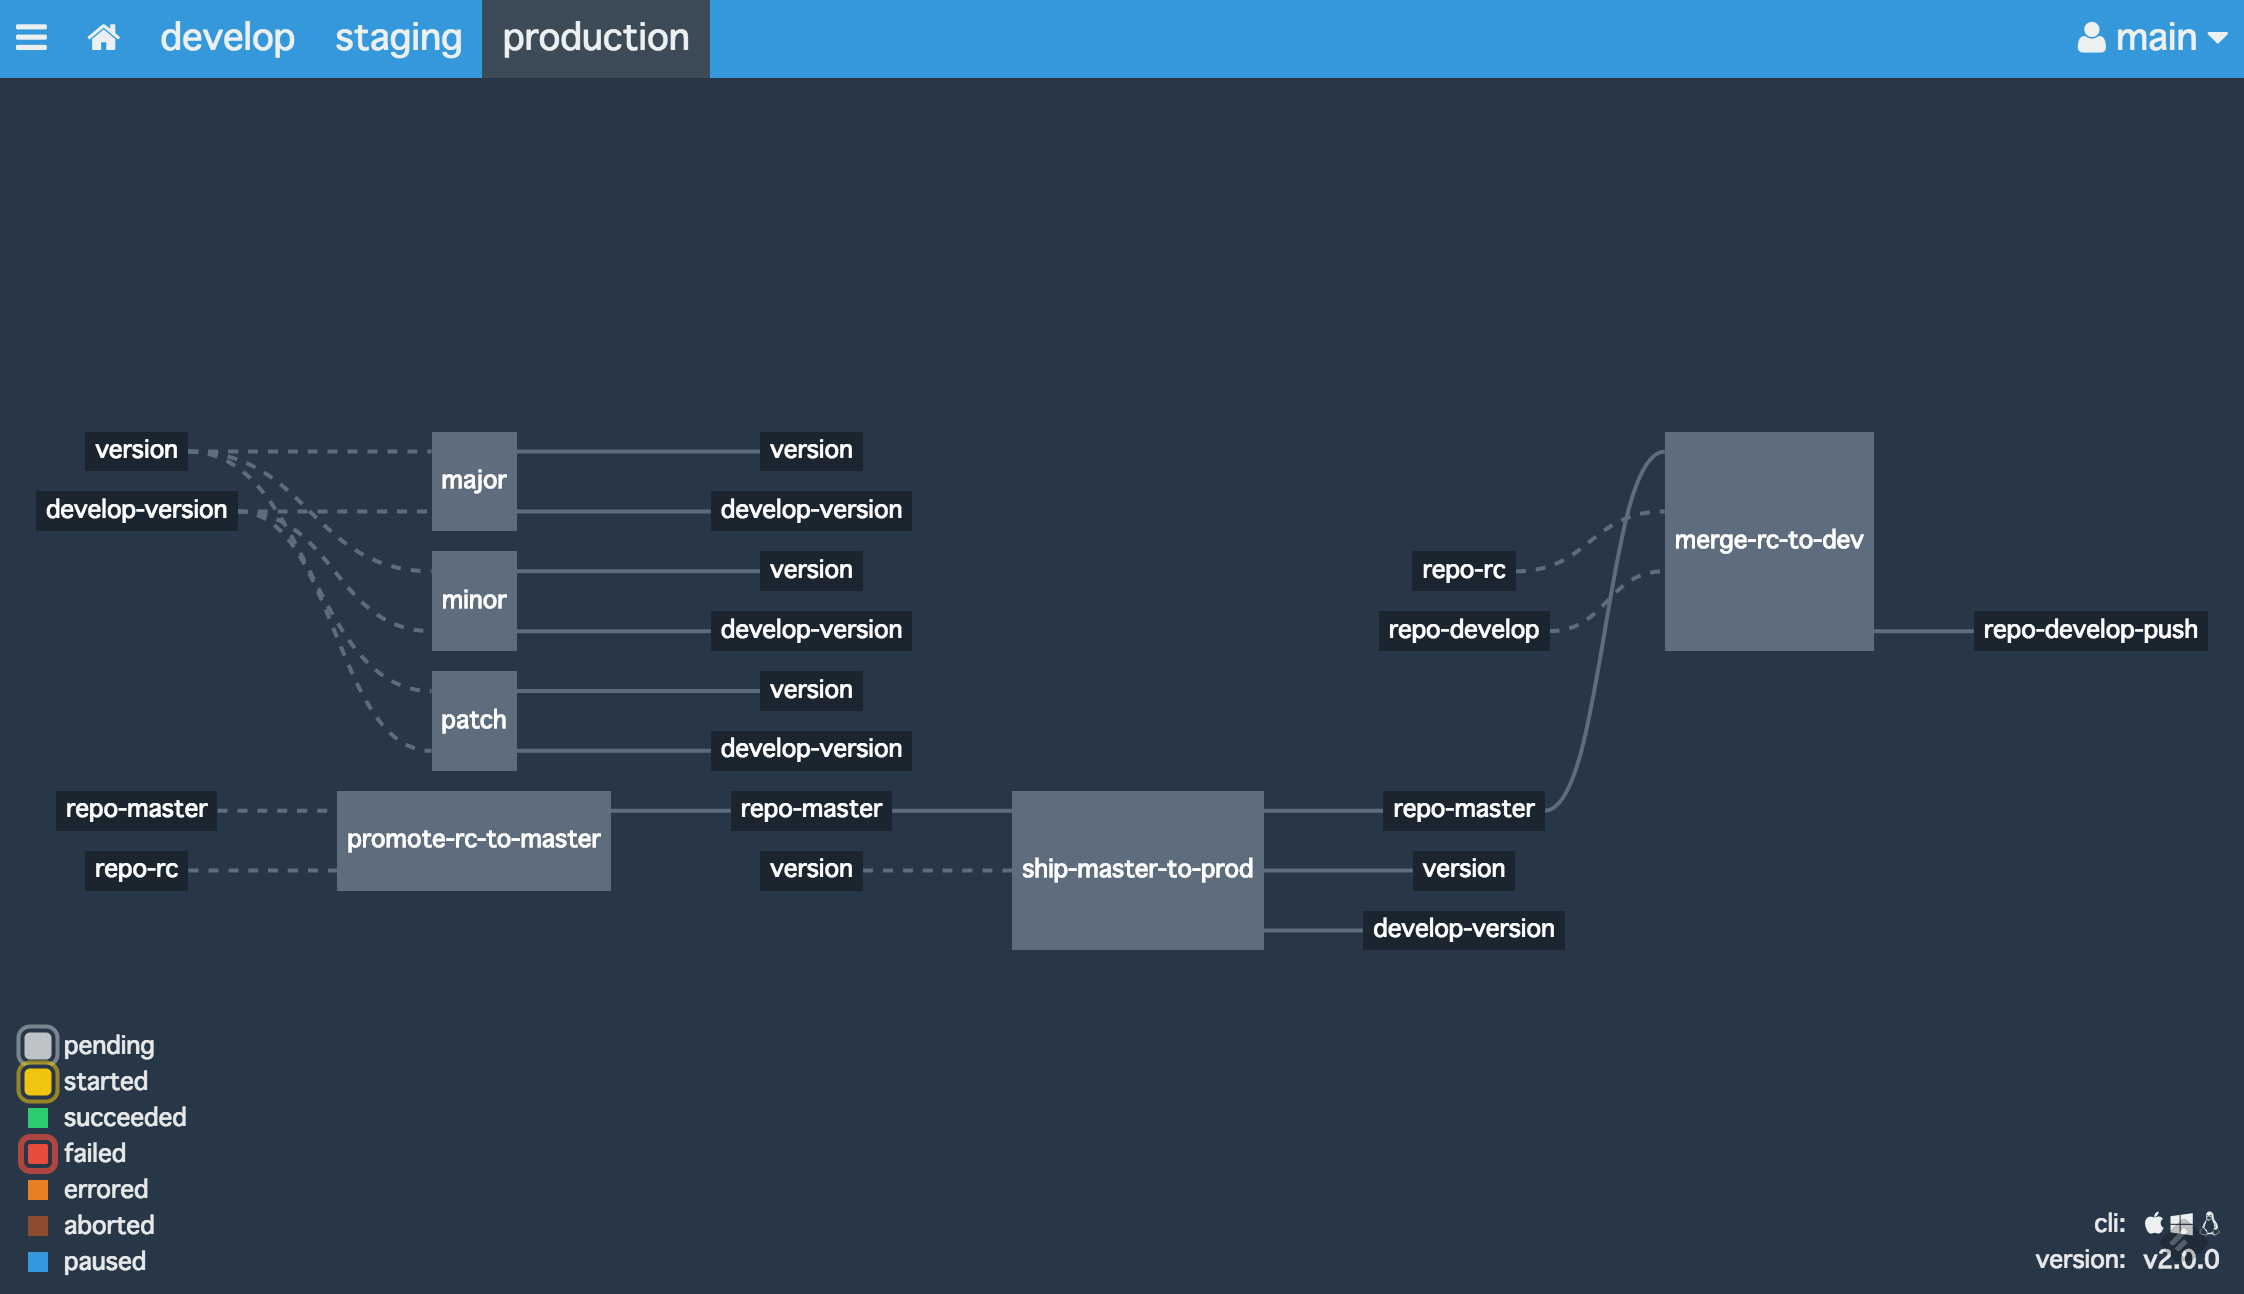 develop staging production main
version
develop-version
major
version
develop-version
minor
version
develop-version
patch
version
develop-version
repo-master
repo-rc
promote-rc-to-master
repo-master
version
ship-master-to-prod
repo-master
version
develop-version
repo-rc
repo-develop
merge-rc-to-dev
repo-develop-push
pending
started
succeeded
failed
errored
aborted
paused
cli:
version: v2.0.0